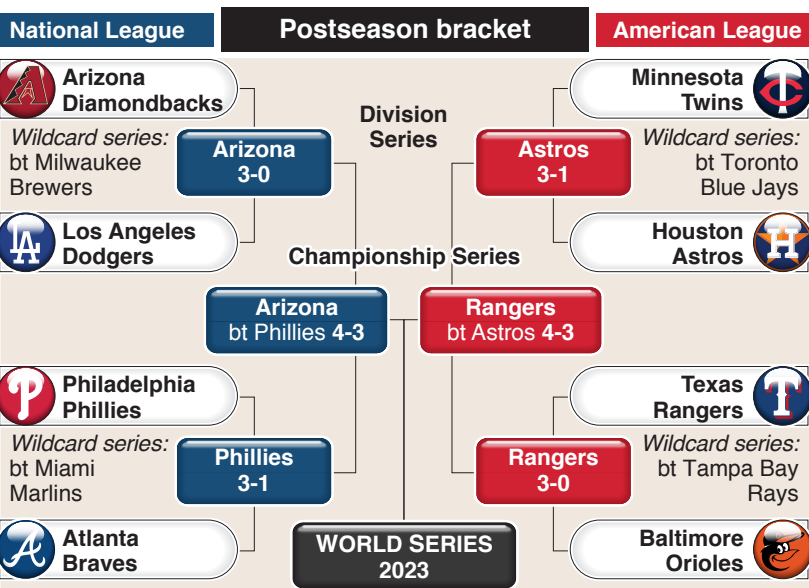 National League
Postseason bracket
American League
Arizona
Diamondbacks
Wildcard series:
bt Milwaukee
Brewers
Arizona
3-0
Los Angeles
Dodgers
LA
Division
Series
Minnesota
Twins
C
Wildcard series:
bt Toronto
Blue Jays
Astros
3-1
Houston
Astros
H
Championship Series
Arizona
bt Phillies 4-3
Rangers
bt Astros 4-3
P
Philadelphia
Phillies
Wildcard series:
bt Miami
Marlins
Phillies
3-1
A
Atlanta
Braves
Texas
Rangers
T
Wildcard series:
bt Tampa Bay
Rays
Rangers
3-0
Baltimore
Orioles
WORLD SERIES
2023